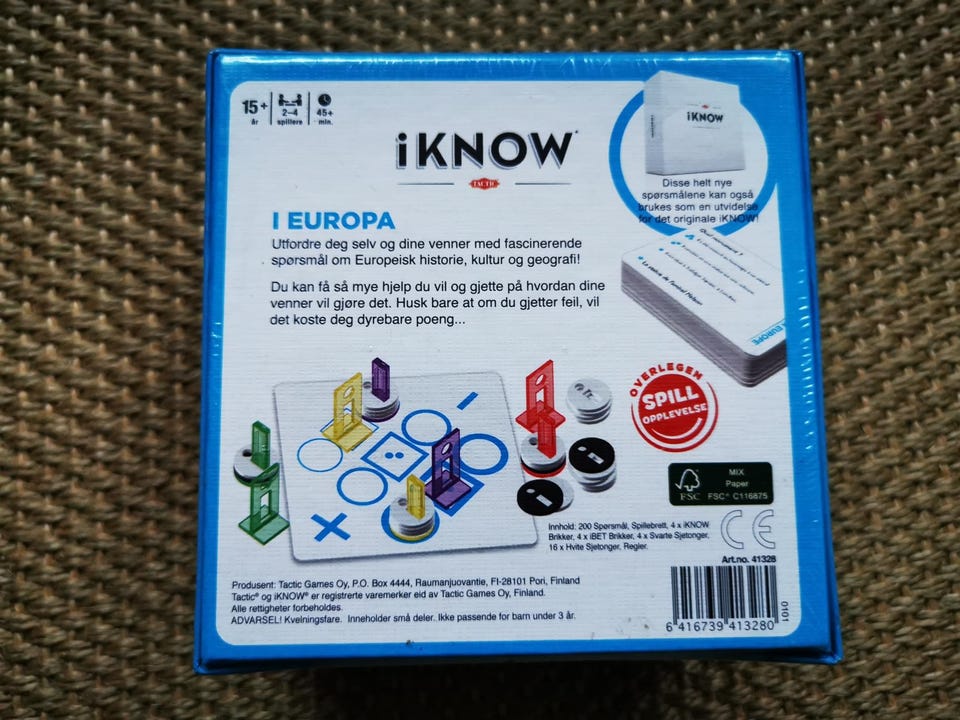 15+
år
2–4
spillere
45+
min.
iKNOW
TACTIC
iKNOW
Disse helt nye
spørsmålene kan også
brukes som en utvidelse
for det originale iKNOW!
I EUROPA
Utfordre deg selv og dine venner med fascinerende
spørsmål om Europeisk historie, kultur og geografi!
Du kan få så mye hjelp du vil og gjette på hvordan dine
venner vil gjøre det. Husk bare at om du gjetter feil, vil
det koste deg dyrebare poeng...
Quel monument ?
EUROPE
OVERLEGEN
SPILL
OPPLEVELSE
FSC
MIX
Paper
FSC® C116875
Innhold: 200 Spørsmål, Spillebrett, 4 x iKNOW
Brikker, 4 x iBET Brikker, 4 x Svarte Sjetonger,
16 x Hvite Sjetonger, Regler.
CE
Art.no. 41328
Produsent: Tactic Games Oy, P.O. Box 4444, Raumanjuovantie, FI-28101 Pori, Finland
Tactic® og iKNOW® er registrerte varemerker eid av Tactic Games Oy, Finland.
Alle rettigheter forbeholdes.
ADVARSEL! Kvelningsfare. Inneholder små deler. Ikke passende for barn under 3 år.
0101
6 416739 413280